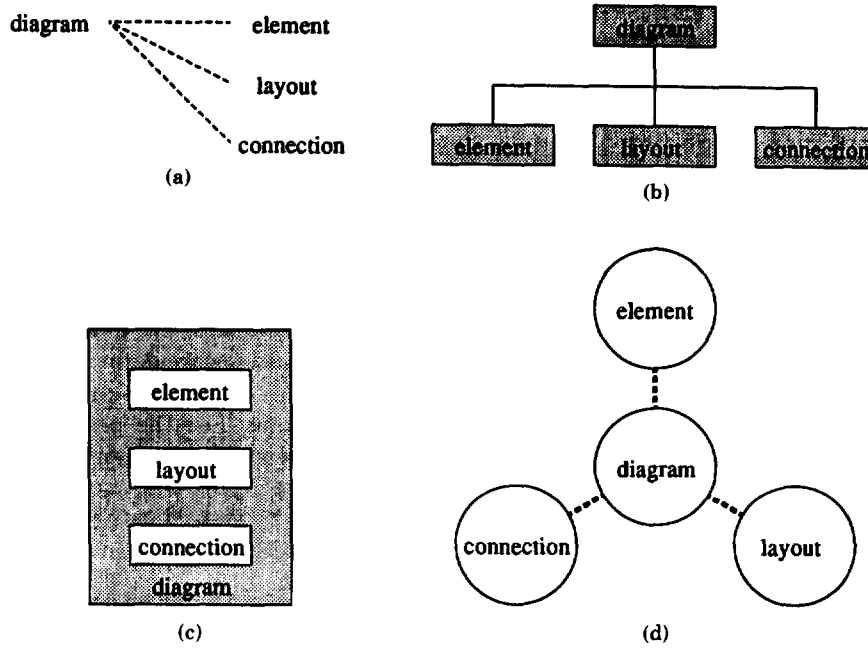 diagram
element
layout
connection
(a)
diagram
element
layout
connection
(b)
element
layout
connection
diagram
(c)
element
diagram
connection
layout
(d)